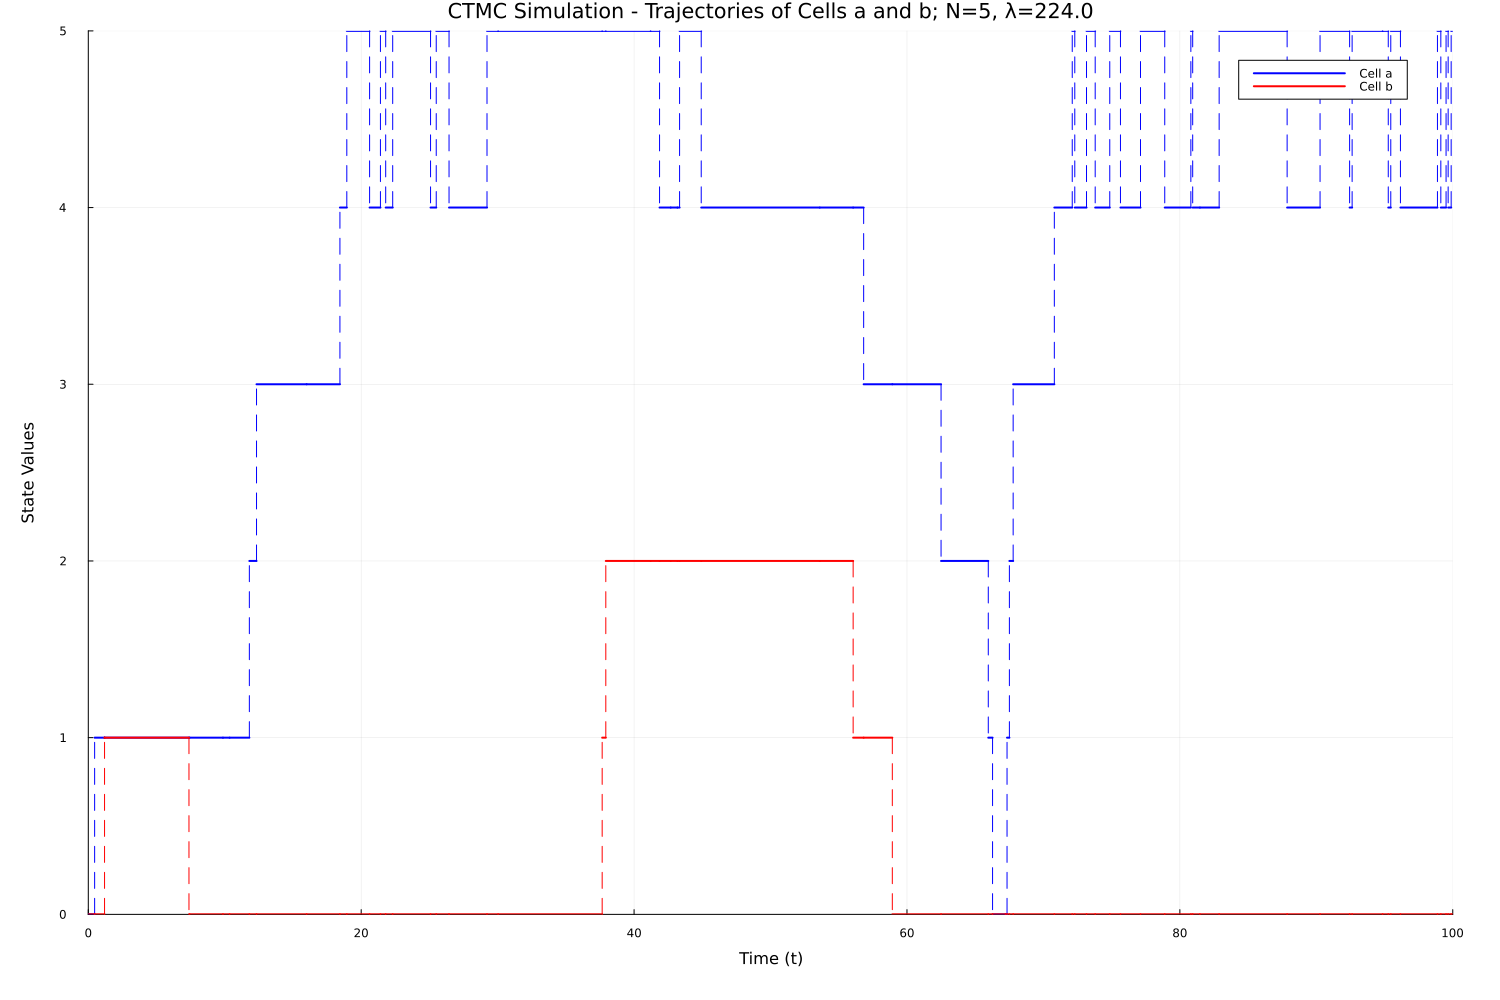 CTMC Simulation - Trajectories of Cells a and b; N=5, λ=224.0
State Values
5
4
3
2
1
0
Cell a
Cell b
0 20 40 60 80 100
Time (t)